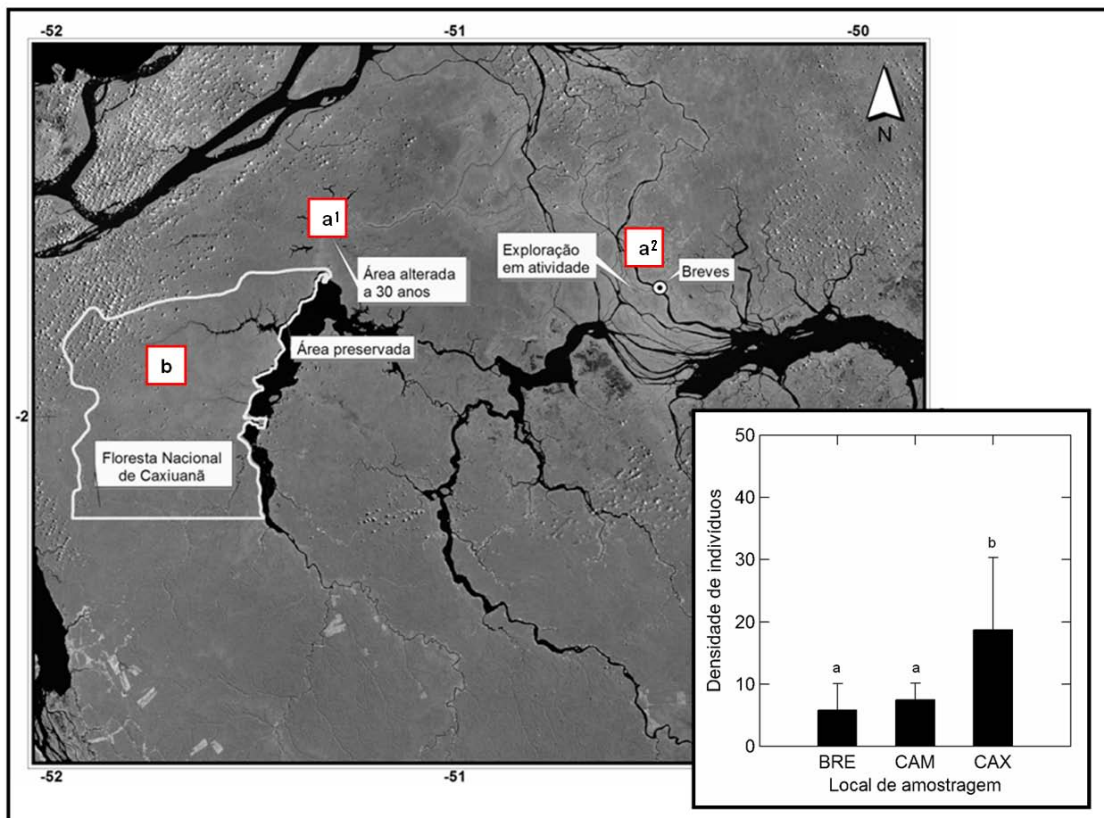 -52
-51
-50
N
a¹
a²
Exploração
em atividade
Breves
Área alterada
a 30 anos
Área preservada
b
-2
Floresta Nacional
de Caxiuanã
-52
-51
50
40
30
20
10
0
Densidade de indivíduos
a
a
b
BRE
CAM
CAX
Local de amostragem